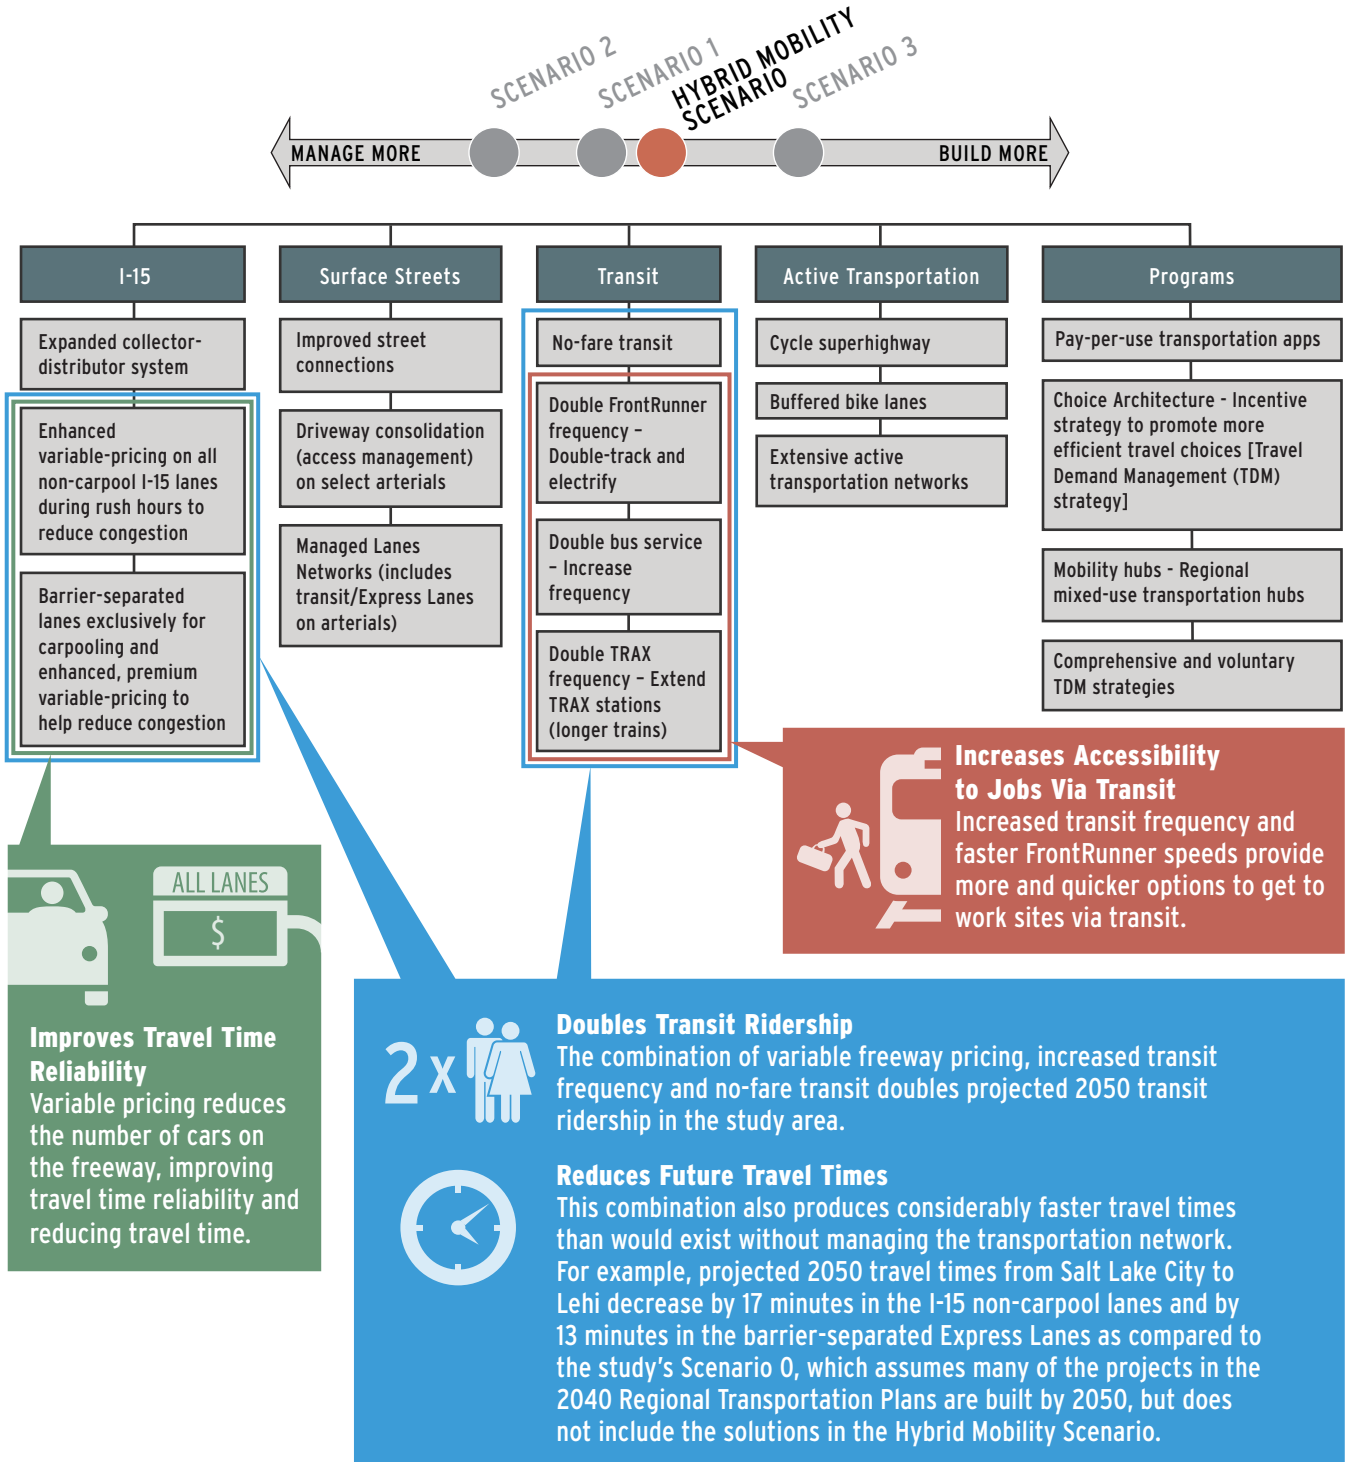 SCENARIO 2
SCENARIO 1
HYBRID MOBILITY
SCENARIO
SCENARIO 3
MANAGE MORE
BUILD MORE
I-15
Expanded collector-
distributor system
Enhanced
variable-pricing on all
non-carpool I-15 lanes
during rush hours to
reduce congestion
Barrier-separated
lanes exclusively for
carpooling and
enhanced, premium
variable-pricing to
help reduce congestion
Surface Streets
Improved street
connections
Driveway consolidation
(access management)
on select arterials
Managed Lanes
Networks (includes
transit/Express Lanes
on arterials)
Transit
No-fare transit
Double FrontRunner
frequency –
Double-track and
electrify
Double bus service
– Increase
frequency
Double TRAX
frequency – Extend
TRAX stations
(longer trains)
Active Transportation
Cycle superhighway
Buffered bike lanes
Extensive active
transportation networks
Programs
Pay-per-use transportation apps
Choice Architecture - Incentive
strategy to promote more
efficient travel choices [Travel
Demand Management (TDM)
strategy]
Mobility hubs - Regional
mixed-use transportation hubs
Comprehensive and voluntary
TDM strategies
Increases Accessibility
to Jobs Via Transit
Increased transit frequency and
faster FrontRunner speeds provide
more and quicker options to get to
work sites via transit.
ALL LANES
$
Improves Travel Time
Reliability
Variable pricing reduces
the number of cars on
the freeway, improving
travel time reliability and
reducing travel time.
2 x
Doubles Transit Ridership
The combination of variable freeway pricing, increased transit
frequency and no-fare transit doubles projected 2050 transit
ridership in the study area.
Reduces Future Travel Times
This combination also produces considerably faster travel times
than would exist without managing the transportation network.
For example, projected 2050 travel times from Salt Lake City to
Lehi decrease by 17 minutes in the I-15 non-carpool lanes and by
13 minutes in the barrier-separated Express Lanes as compared to
the study's Scenario 0, which assumes many of the projects in the
2040 Regional Transportation Plans are built by 2050, but does
not include the solutions in the Hybrid Mobility Scenario.